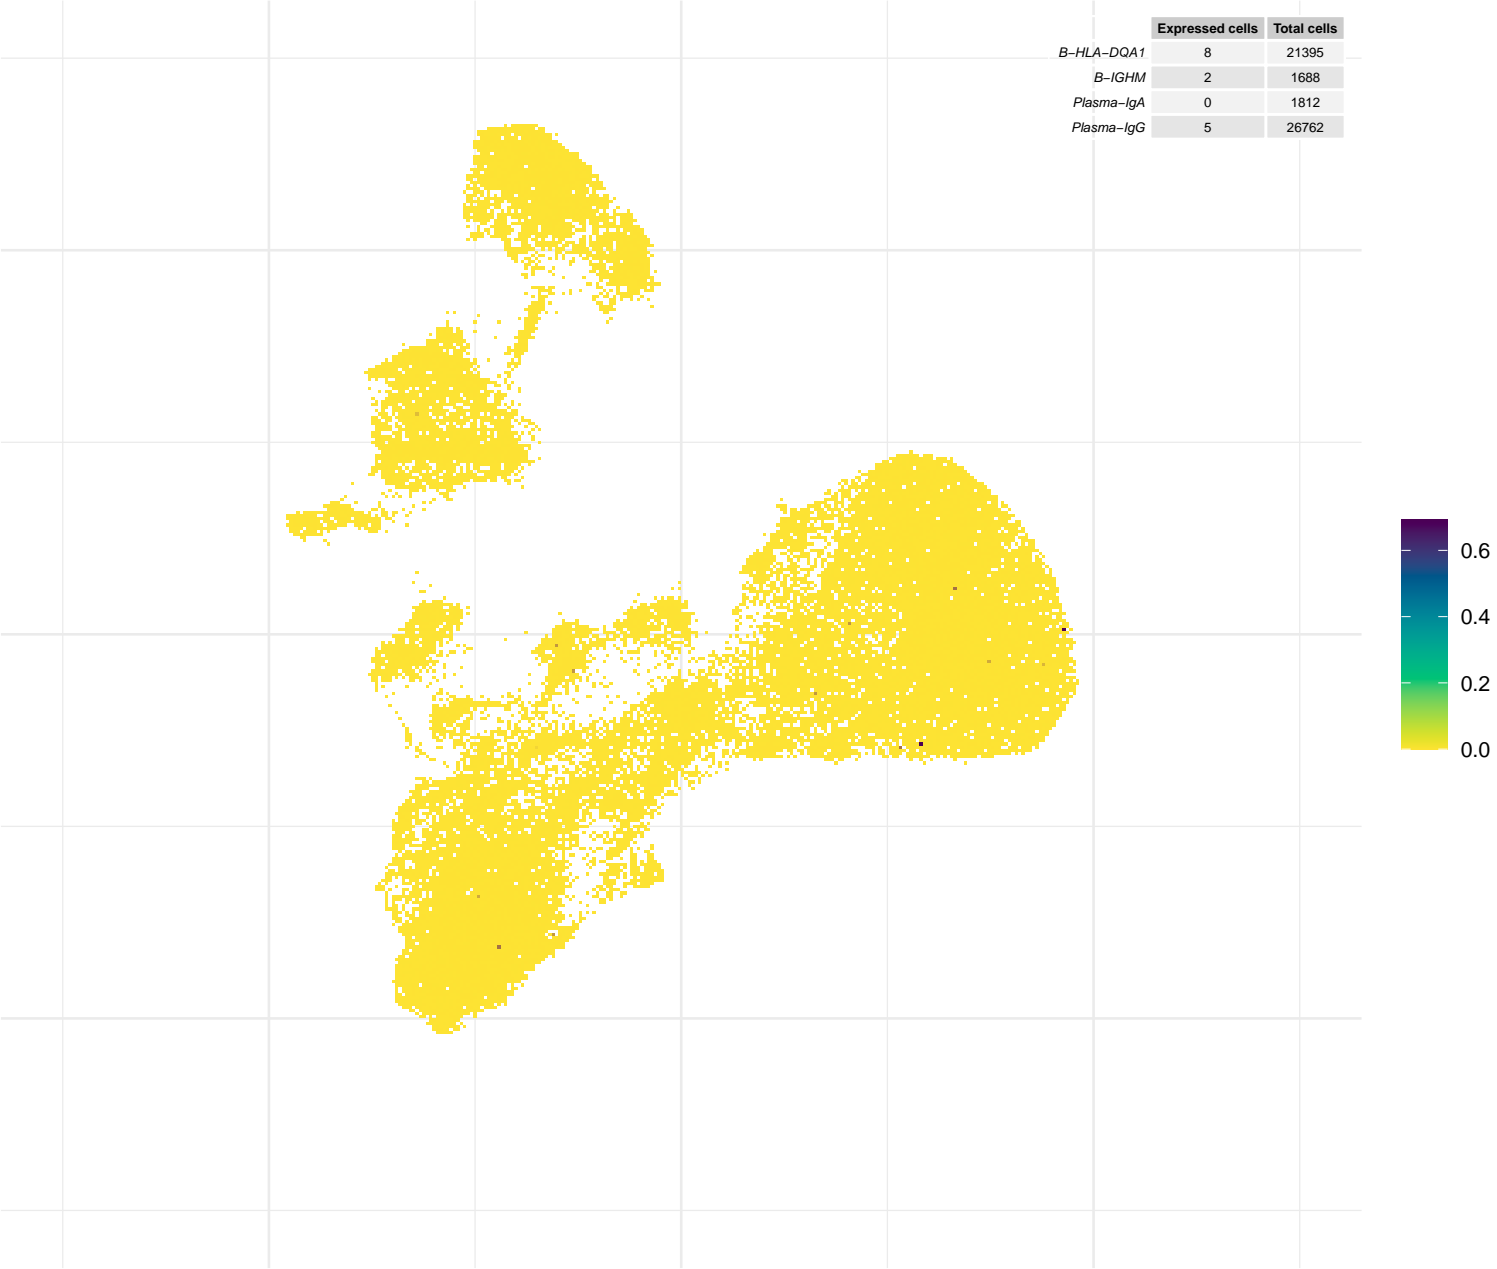 Expressed cells Total cells
B−HLA−DQA1 8 21395
B−IGHM 2 1688
Plasma−IgA 0 1812
Plasma−IgG 5 26762
0.6
0.4
0.2
0.0